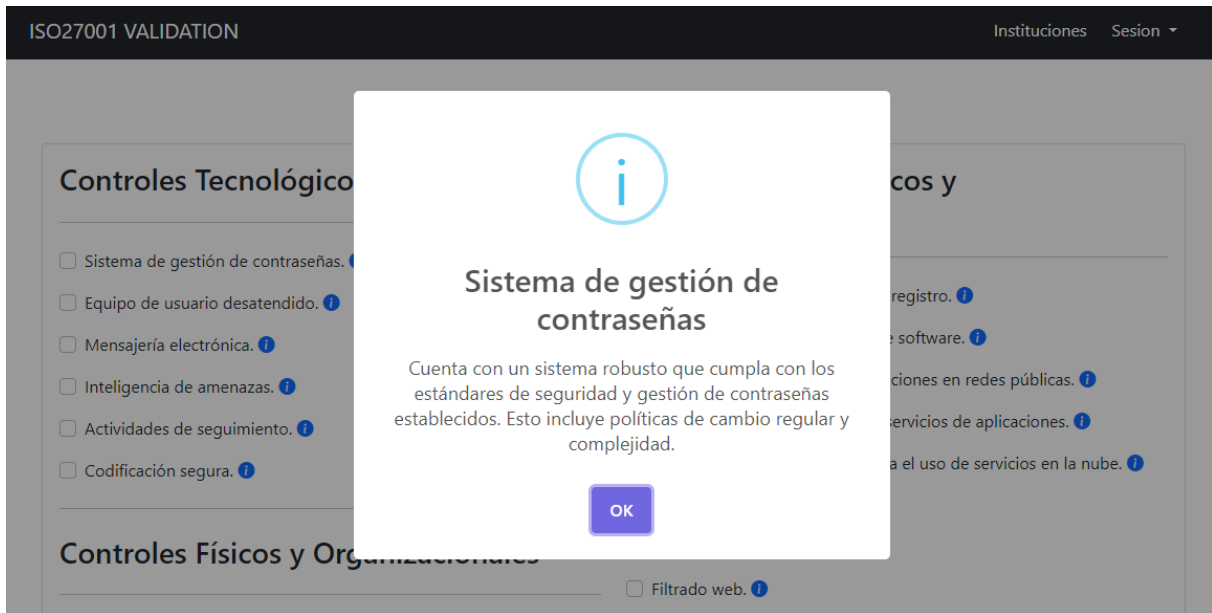 ISO27001 VALIDATION
Instituciones
Sesion
Controles Tecnológico
Sistema de gestión de contraseñas.
Equipo de usuario desatendido.
Mensajería electrónica.
Inteligencia de amenazas.
Actividades de seguimiento.
Codificación segura.
Controles Físicos y Organizacionales
i
Sistema de gestión de
contraseñas
Cuenta con un sistema robusto que cumpla con los
estándares de seguridad y gestión de contraseñas
establecidos. Esto incluye políticas de cambio regular y
complejidad.
OK
cos y
registro.
software.
ciones en redes públicas.
servicios de aplicaciones.
a el uso de servicios en la nube.
Filtrado web.